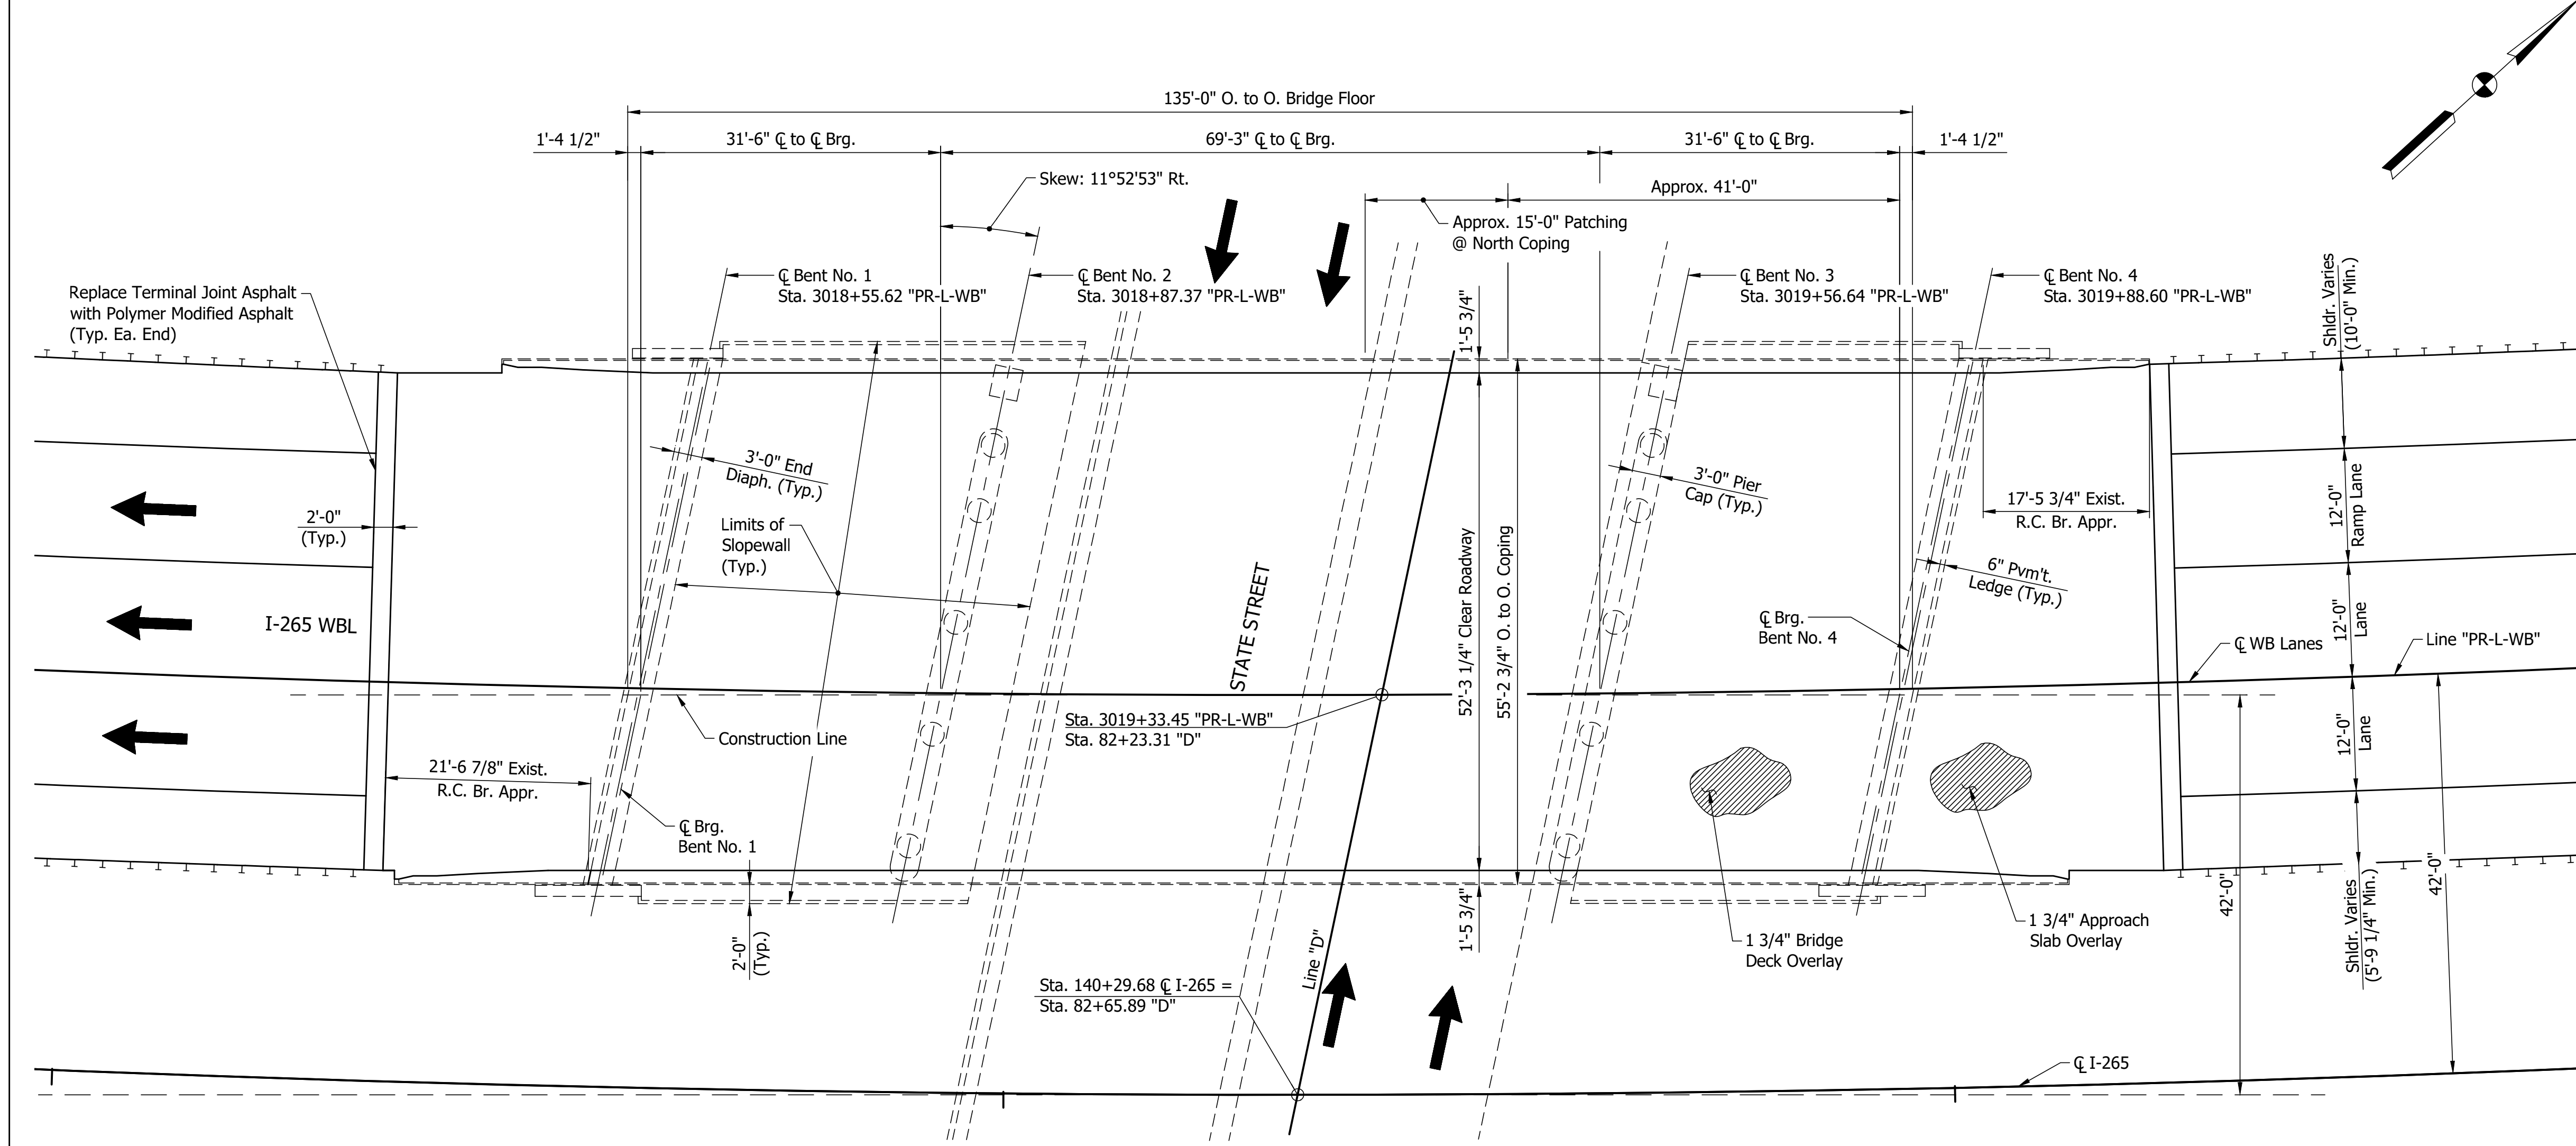 135'-0" O. to O. Bridge Floor
1'-4 1/2"
31'-6" ℄ to ℄ Brg.
69'-3" ℄ to ℄ Brg.
31'-6" ℄ to ℄ Brg.
1'-4 1/2"
Skew: 11°52'53" Rt.
Approx. 41'-0"
Approx. 15'-0" Patching
@ North Coping
℄ Bent No. 1
Sta. 3018+55.62 "PR-L-WB"
℄ Bent No. 2
Sta. 3018+87.37 "PR-L-WB"
℄ Bent No. 3
Sta. 3019+56.64 "PR-L-WB"
℄ Bent No. 4
Sta. 3019+88.60 "PR-L-WB"
Replace Terminal Joint Asphalt
with Polymer Modified Asphalt
(Typ. Ea. End)
1'-5 3/4"
Shldr. Varies
(10'-0" Min.)
3'-0" End
Diaph. (Typ.)
3'-0" Pier
Cap (Typ.)
2'-0"
(Typ.)
Limits of
Slopewall
(Typ.)
17'-5 3/4" Exist.
R.C. Br. Appr.
12'-0"
Ramp Lane
6" Pvm't.
Ledge (Typ.)
I-265 WBL
STATE STREET
52'-3 1/4" Clear Roadway
55'-2 3/4" O. to O. Coping
℄ Brg.
Bent No. 4
12'-0"
Lane
℄ WB Lanes
Line "PR-L-WB"
Construction Line
Sta. 3019+33.45 "PR-L-WB"
Sta. 82+23.31 "D"
12'-0"
Lane
21'-6 7/8" Exist.
R.C. Br. Appr.
℄ Brg.
Bent No. 1
2'-0"
(Typ.)
Line "D"
1'-5 3/4"
1 3/4" Bridge
Deck Overlay
1 3/4" Approach
Slab Overlay
42'-0"
Shldr. Varies
(5'-9 1/4" Min.)
42'-0"
Sta. 140+29.68 ℄ I-265 =
Sta. 82+65.89 "D"
℄ I-265